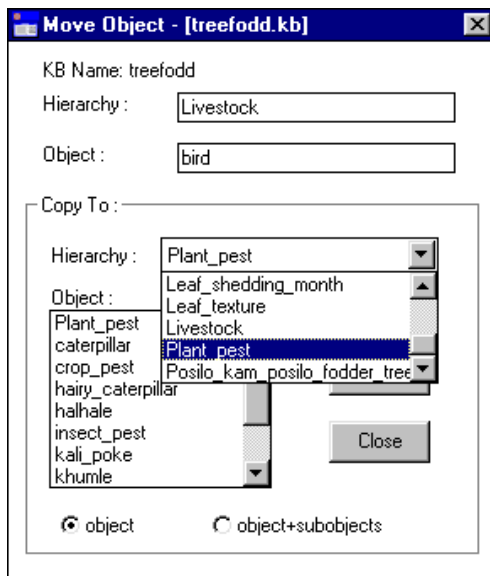 Move Object - [treefodd.kb]
KB Name: treefodd
Hierarchy : Livestock
Object : bird
Copy To :
Hierarchy : Plant_pest
Leaf_shedding_month
Leaf_texture
Livestock
Plant_pest
Posilo_kam_posilo_fodder_tree
Object :
Plant_pest
caterpillar
crop_pest
hairy_caterpillar
halhale
insect_pest
kali_poke
khumle
Close
object object+subobjects